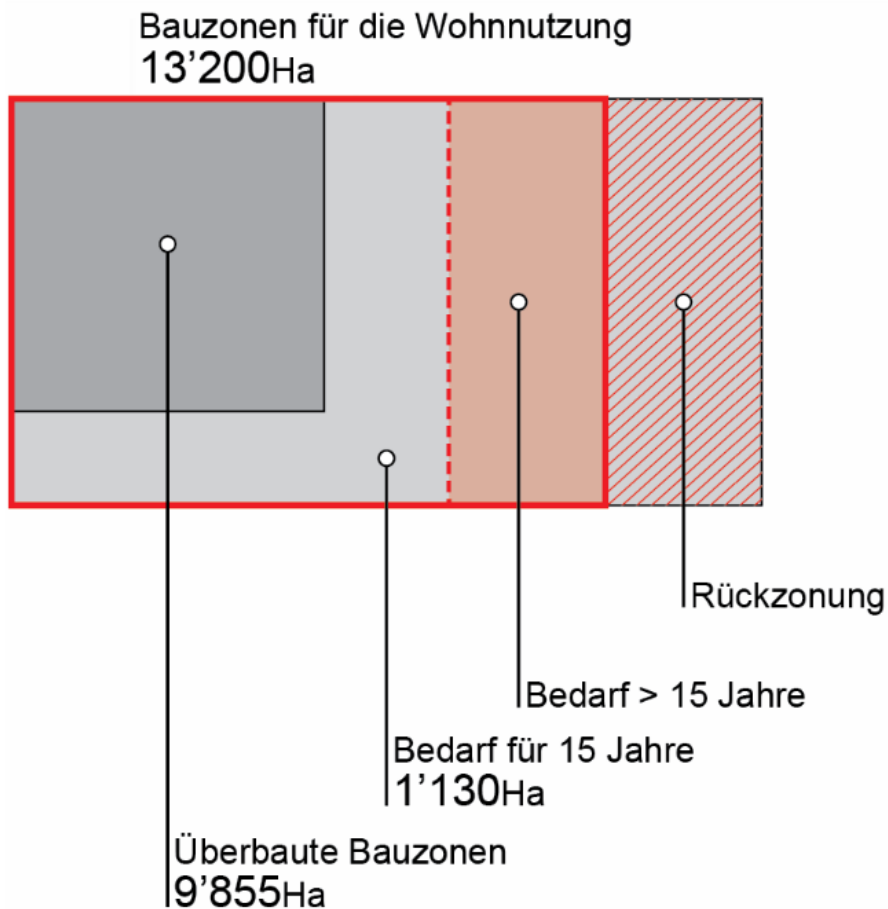 Bauzonen für die Wohnnutzung
13’200Ha
Rückzonung
Bedarf > 15 Jahre
Bedarf für 15 Jahre
1’130Ha
Überbaute Bauzonen
9’855Ha